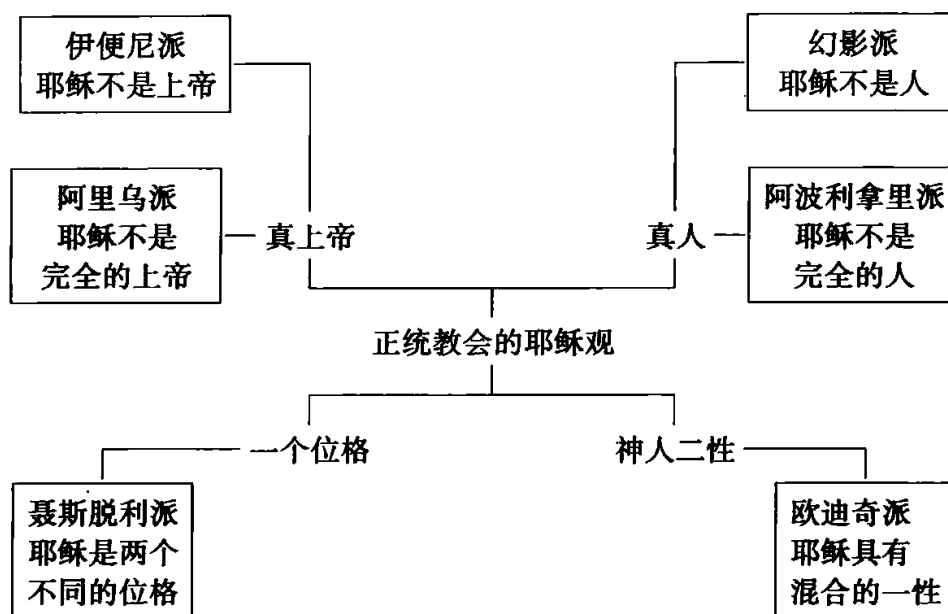 伊便尼派
耶稣不是上帝
幻影派
耶稣不是人
阿里乌派
耶稣不是
完全的上帝
真上帝
真人
阿波利拿里派
耶稣不是
完全的人
正统教会的耶稣观
一个位格
神人二性
聂斯脱利派
耶稣是两个
不同的位格
欧迪奇派
耶稣具有
混合的一性